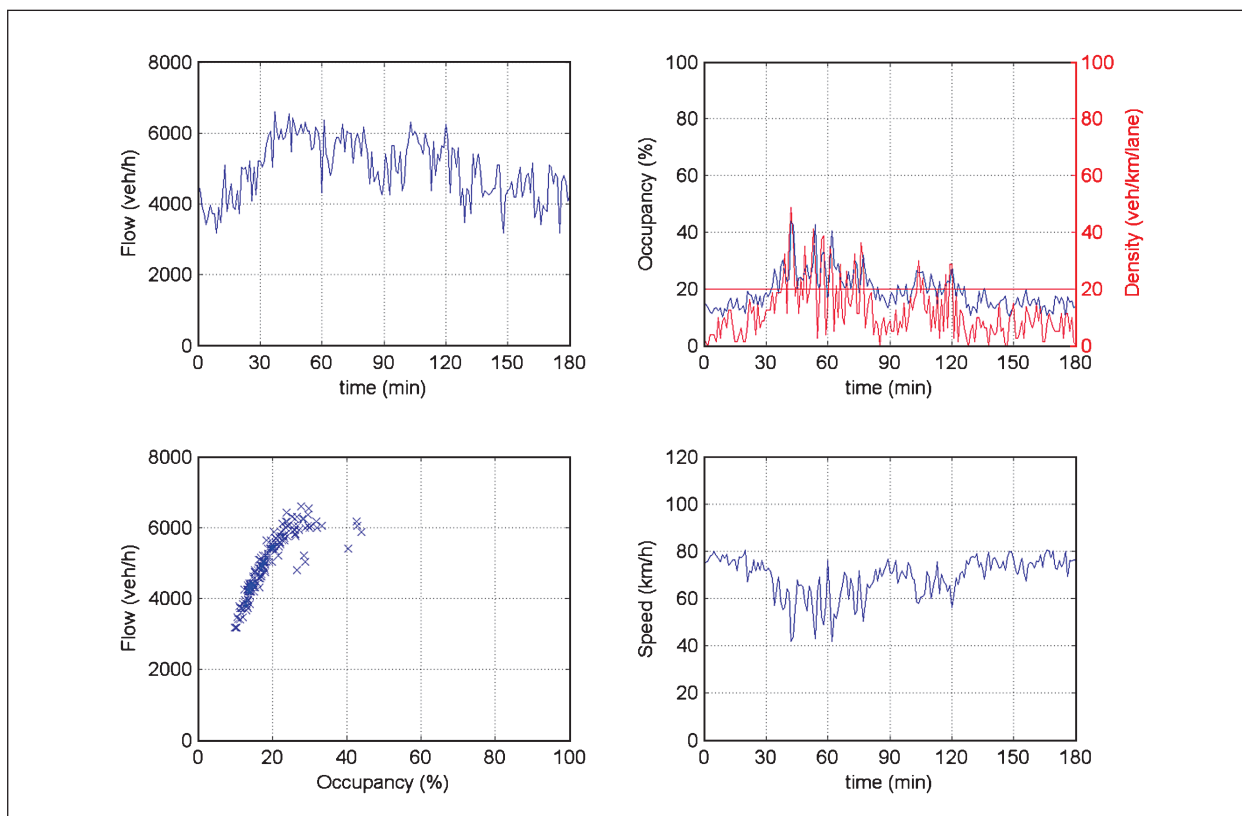 8000
6000
4000
2000
0
Flow (veh/h)
0 30 60 90 120 150 180
time (min)
100
80
60
40
20
0
Occupancy (%)
100
80
60
40
20
0
Density (veh/km/lane)
0 30 60 90 120 150 180
time (min)
8000
6000
4000
2000
0
Flow (veh/h)
0 20 40 60 80 100
Occupancy (%)
120
100
80
60
40
20
0
Speed (km/h)
0 30 60 90 120 150 180
time (min)